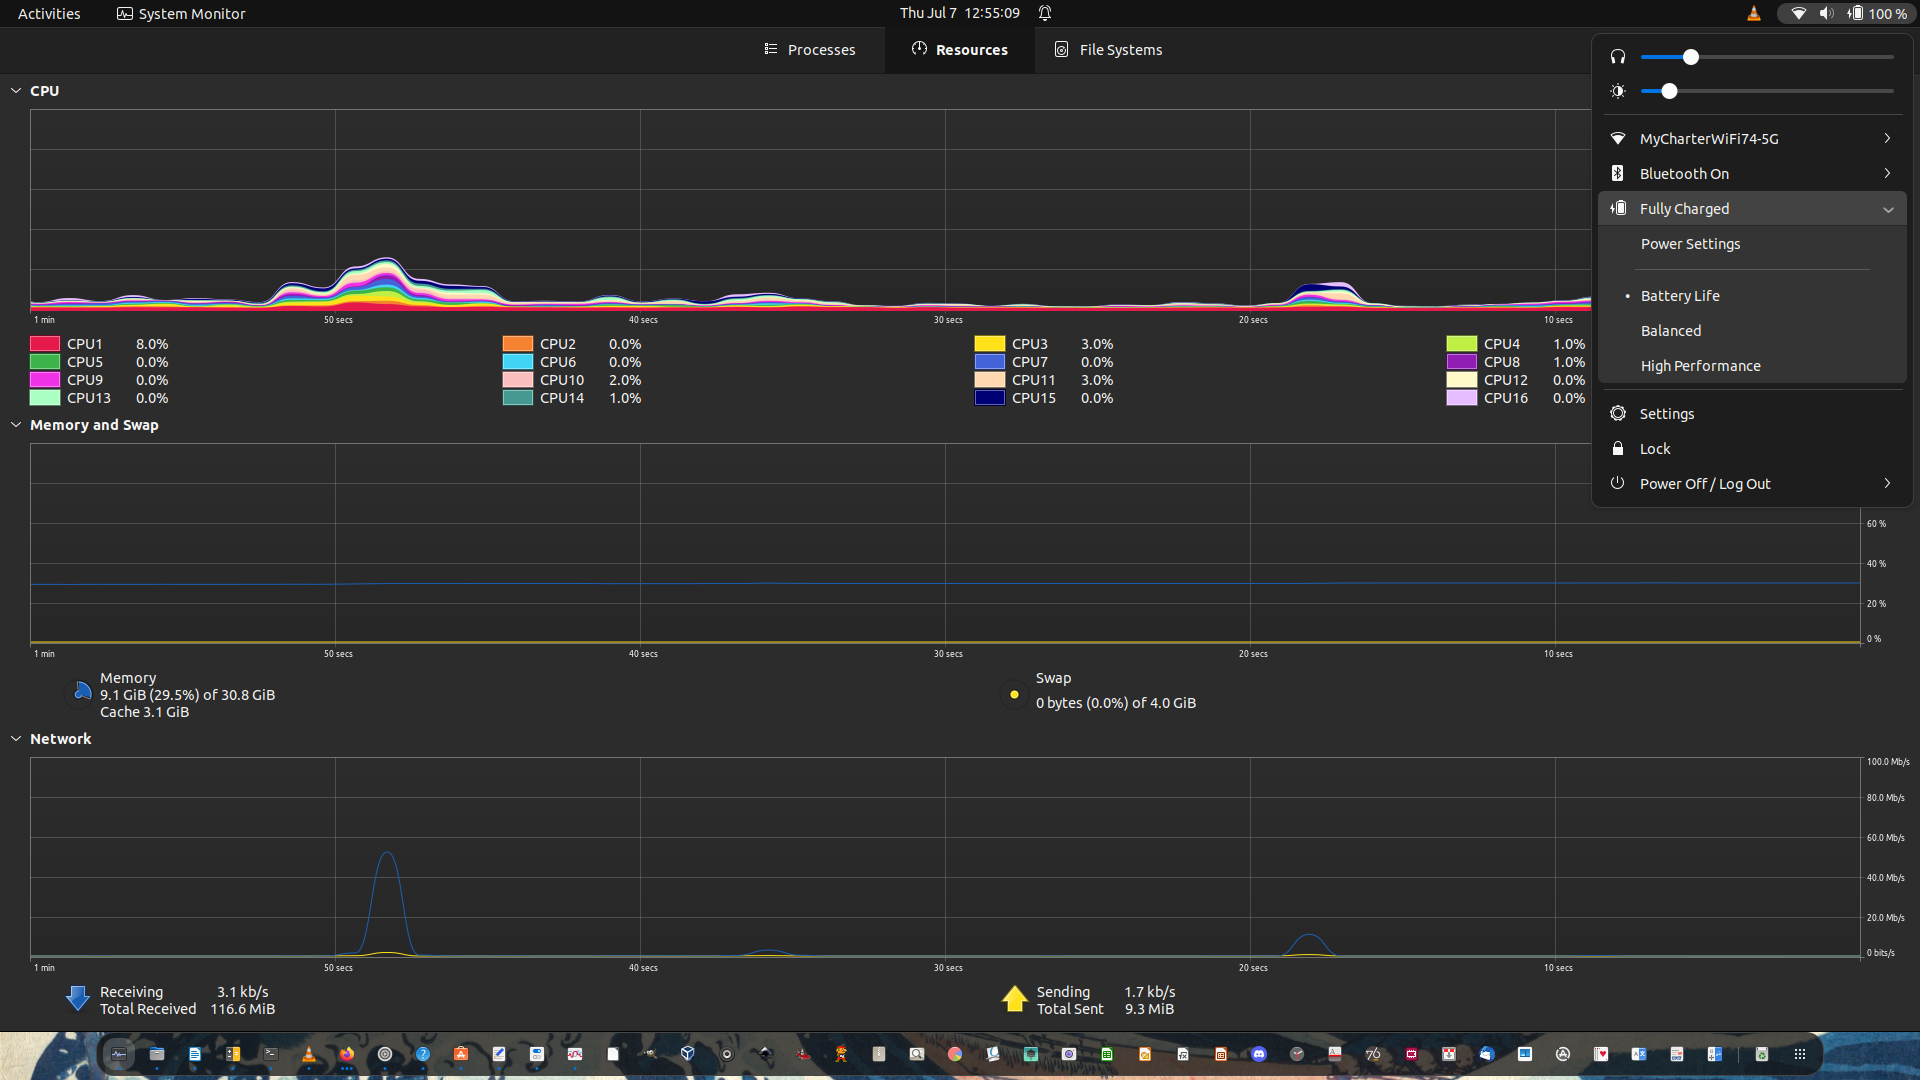 Activities System Monitor Thu Jul 7 12:55:09 100 %
Processes Resources File Systems
CPU
1 min 50 secs 40 secs 30 secs 20 secs 10 secs
CPU1 8.0% CPU2 0.0% CPU3 3.0% CPU4 1.0%
CPU5 0.0% CPU6 0.0% CPU7 0.0% CPU8 1.0%
CPU9 0.0% CPU10 2.0% CPU11 3.0% CPU12 0.0%
CPU13 0.0% CPU14 1.0% CPU15 0.0% CPU16 0.0%
MyCharterWiFi74-5G
Bluetooth On
Fully Charged
Power Settings
Battery Life
Balanced
High Performance
Settings
Lock
Power Off / Log Out
Memory and Swap
60 %
40 %
20 %
0 %
1 min 50 secs 40 secs 30 secs 20 secs 10 secs
Memory
9.1 GiB (29.5%) of 30.8 GiB
Cache 3.1 GiB
Swap
0 bytes (0.0%) of 4.0 GiB
Network
100.0 Mb/s
80.0 Mb/s
60.0 Mb/s
40.0 Mb/s
20.0 Mb/s
0 bits/s
1 min 50 secs 40 secs 30 secs 20 secs 10 secs
Receiving 3.1 kb/s
Total Received 116.6 MiB
Sending 1.7 kb/s
Total Sent 9.3 MiB
76